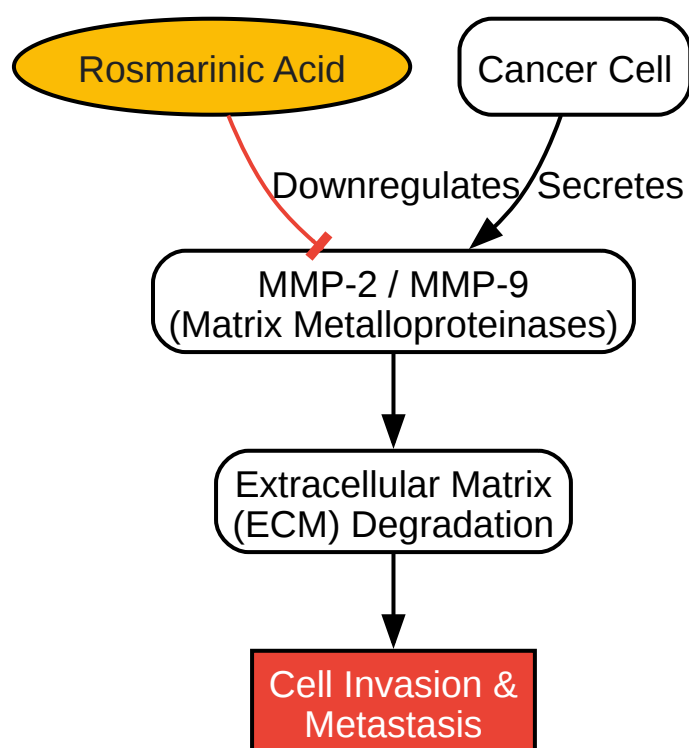 Rosmarinic Acid
Cancer Cell
Downregulates
Secretes
MMP-2 / MMP-9
(Matrix Metalloproteinases)
Extracellular Matrix
(ECM) Degradation
Cell Invasion &
Metastasis